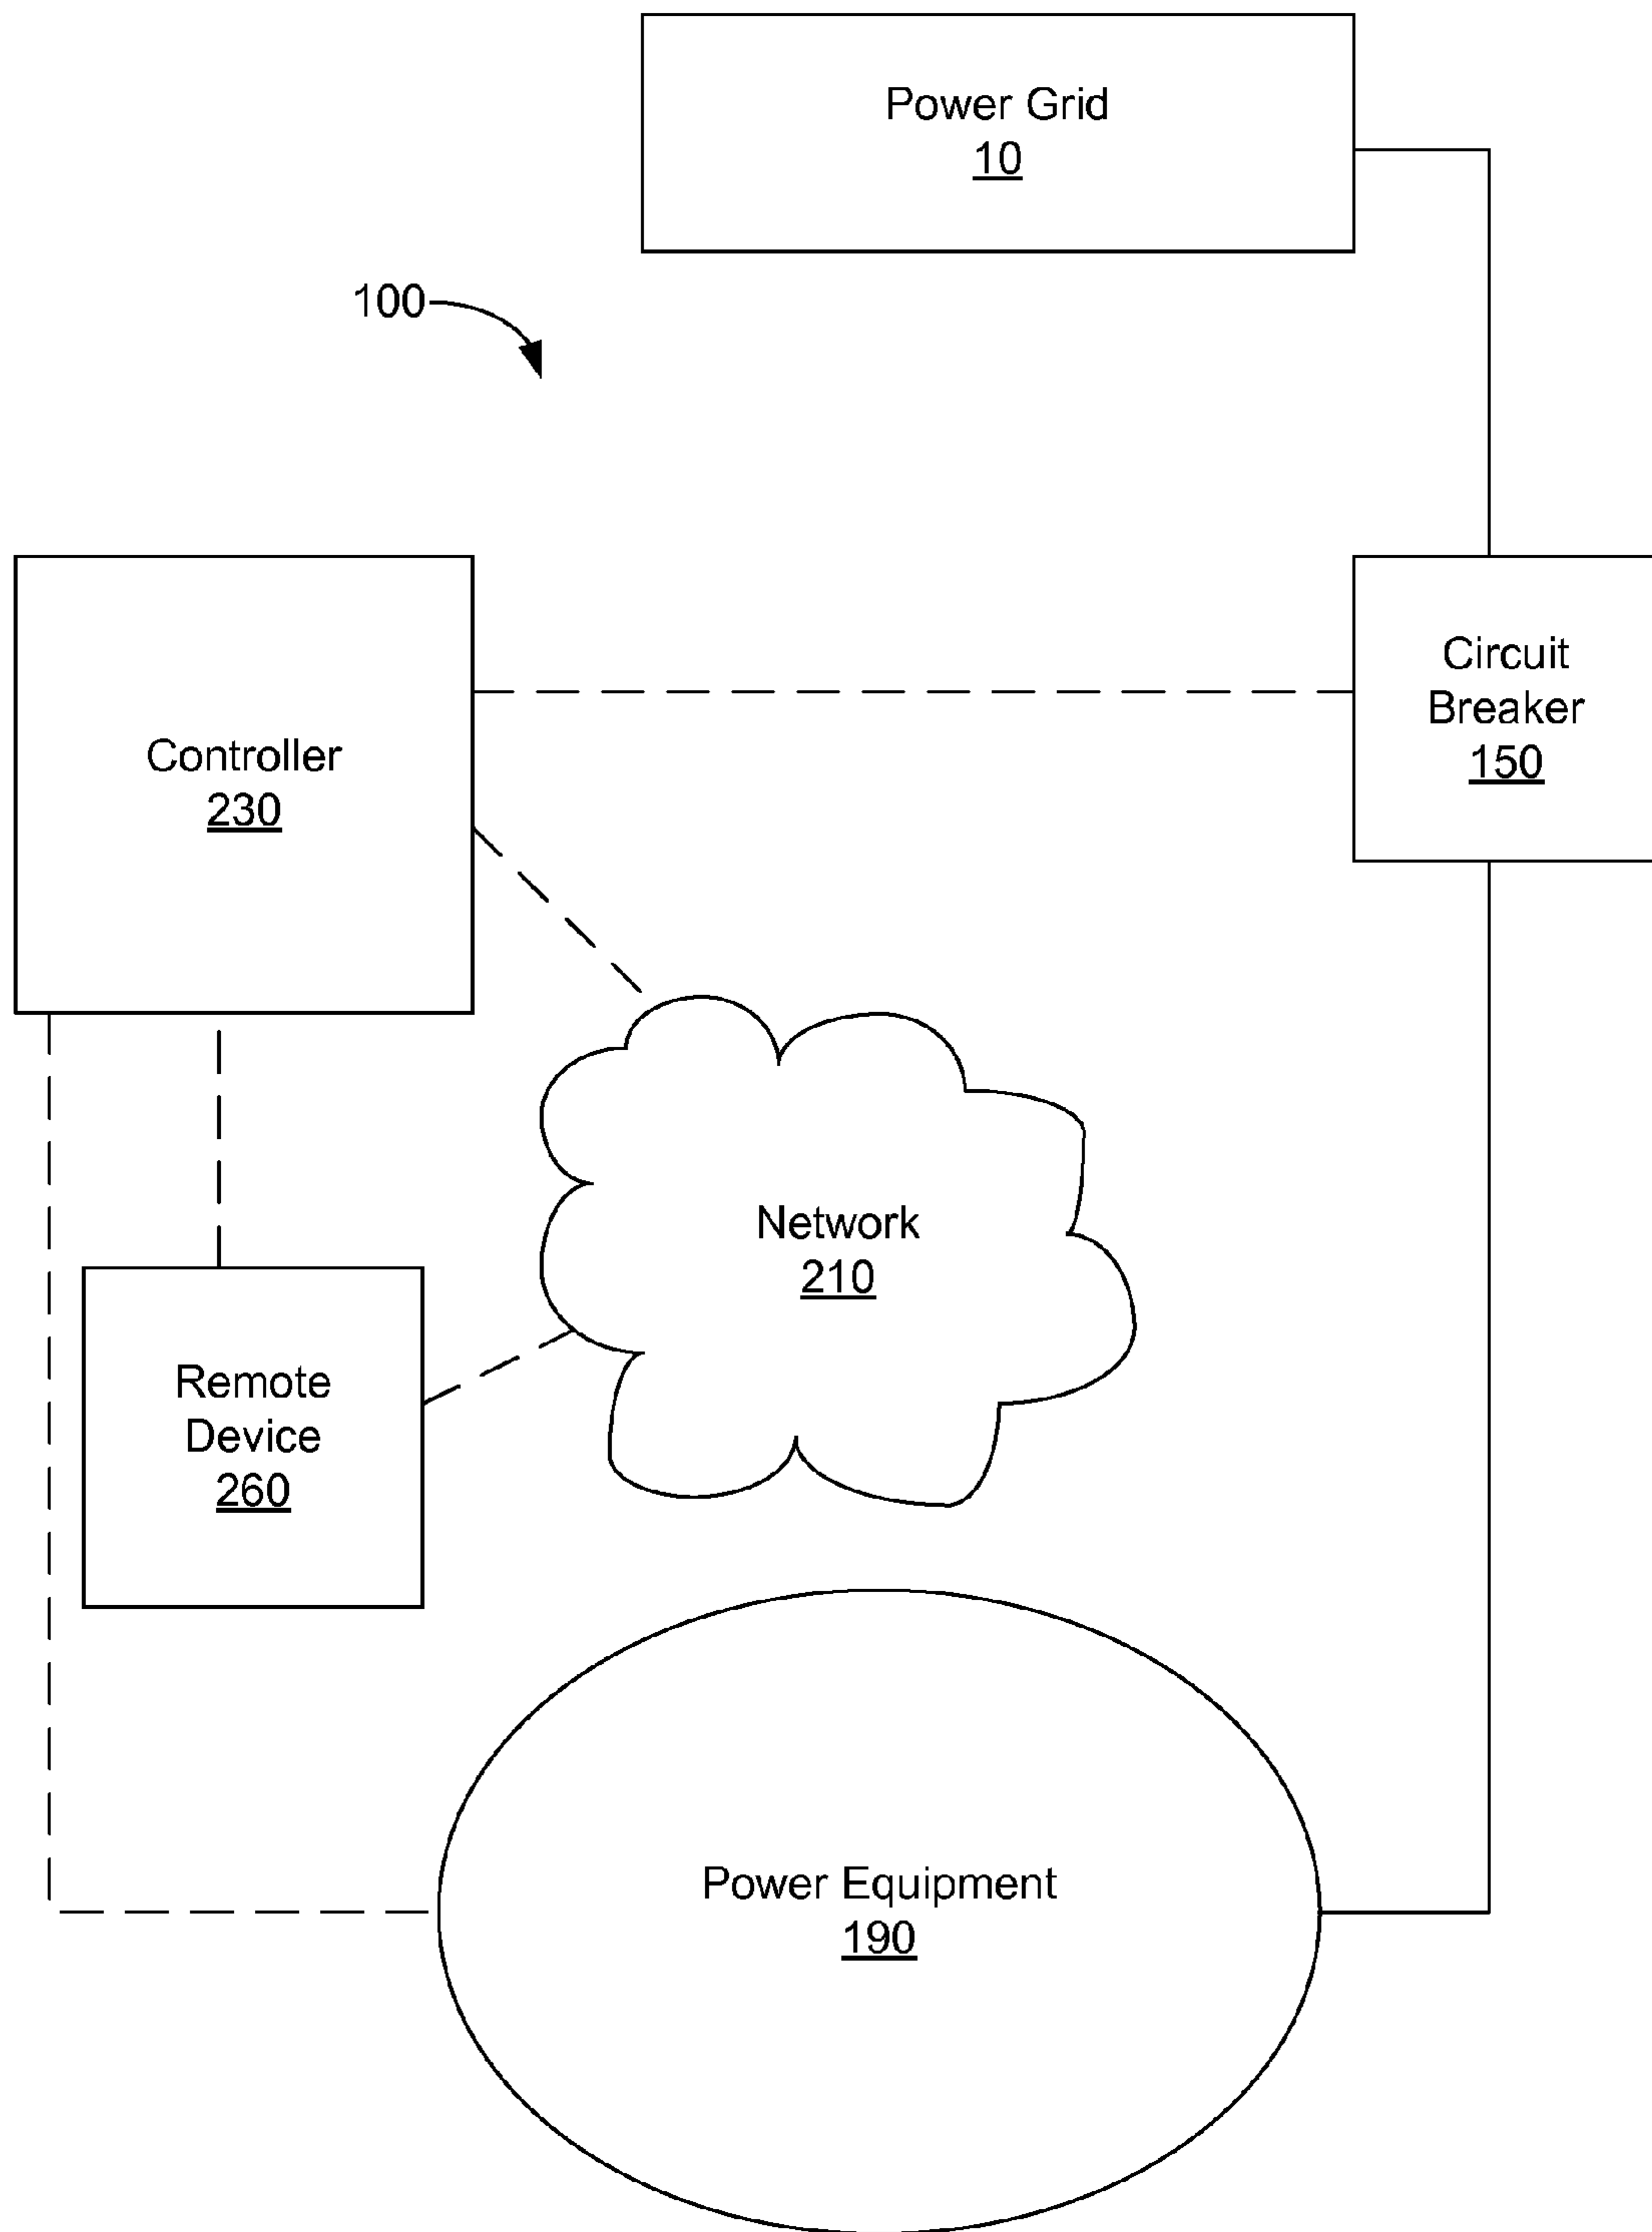 Power Grid
10
100
Controller
230
Circuit
Breaker
150
Network
210
Remote
Device
260
Power Equipment
190